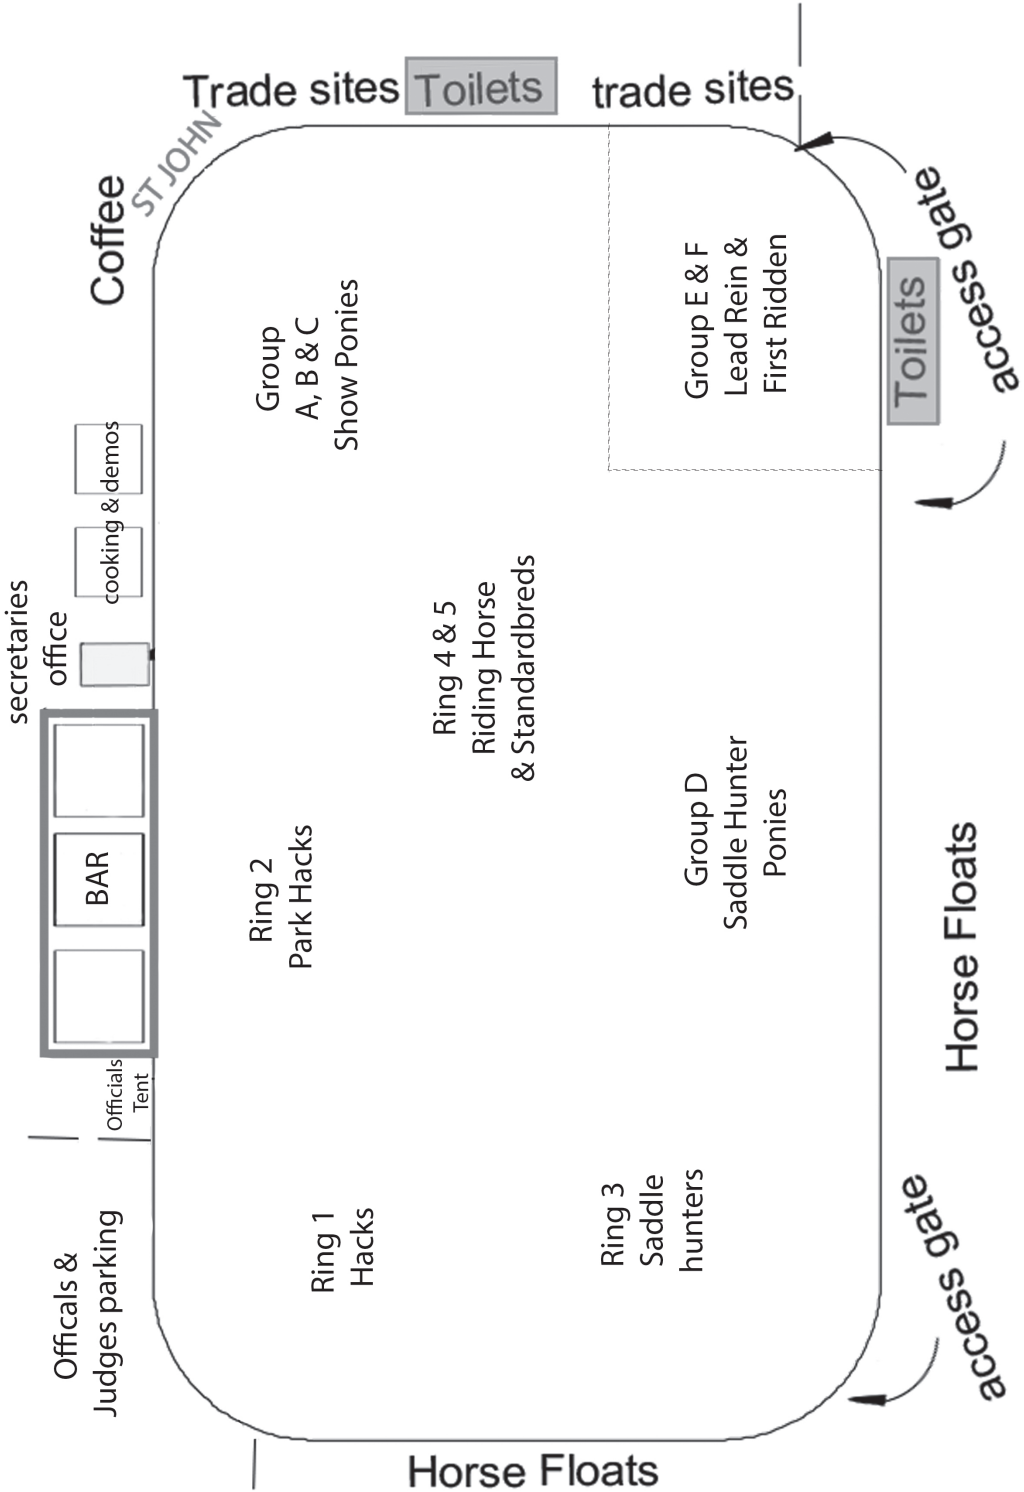 Trade sites
Toilets
trade sites
ST JOHN
Coffee
access gate
Toilets
Group
A, B & C
Show Ponies
Group E & F
Lead Rein &
First Ridden
cooking & demos
secretaries
office
Ring 4 & 5
Riding Horse
& Standardbreds
BAR
Ring 2
Park Hacks
Group D
Saddle Hunter
Ponies
Horse Floats
Officials
Tent
Officals &
Judges parking
Ring 1
Hacks
Ring 3
Saddle
hunters
access gate
Horse Floats